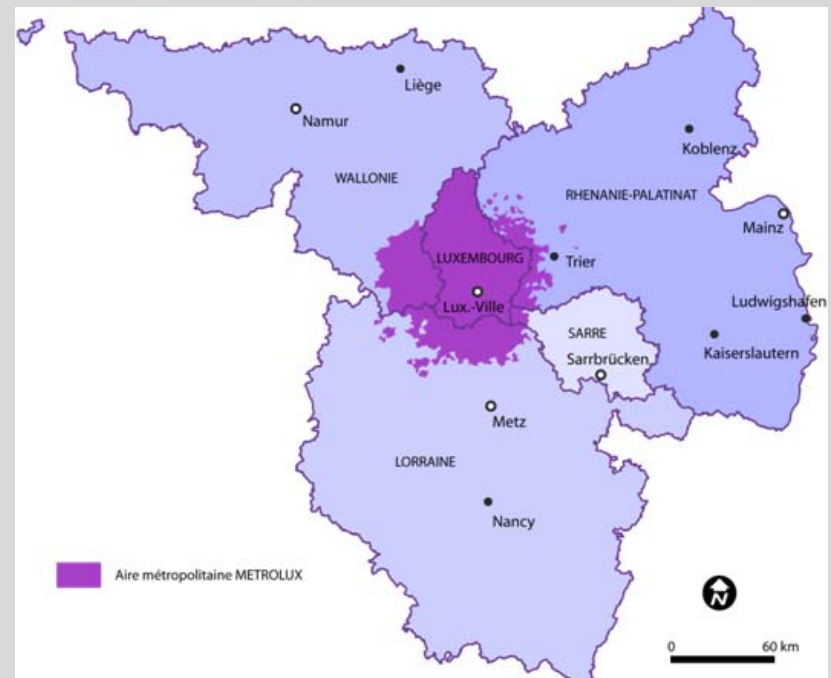 Liège
Namur
Koblenz
WALLONIE
RHENANIE-PALATINAT
Mainz
LUXEMBOURG
Trier
Lux.-Ville
Ludwigshafen
SARRE
Kaiserslautern
Sarrbrücken
Metz
LORRAINE
Nancy
Aire métropolitaine METROLUX
N
0 60 km